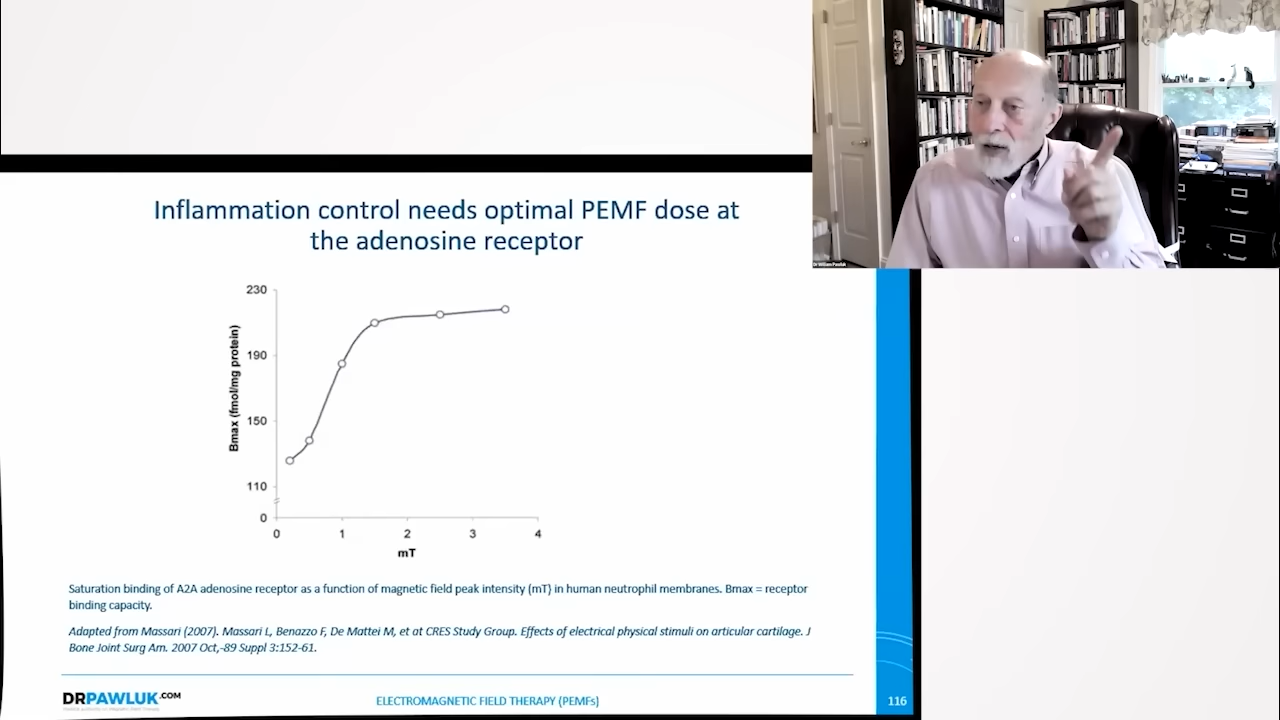 Inflammation control needs optimal PEMF dose at
the adenosine receptor
230
190
150
110
0
Bmax (fmol/mg protein)
0 1 2 3 4
mT
Saturation binding of A2A adenosine receptor as a function of magnetic field peak intensity (mT) in human neutrophil membranes. Bmax = receptor
binding capacity.
Adapted from Massari (2007). Massari L, Benazzo F, De Mattei M, et at CRES Study Group. Effects of electrical physical stimuli on articular cartilage. J
Bone Joint Surg Am. 2007 Oct,-89 Suppl 3:152-61.
DRPAWLUK.COM
ELECTROMAGNETIC FIELD THERAPY (PEMFs)
116
Dr William Pawluk